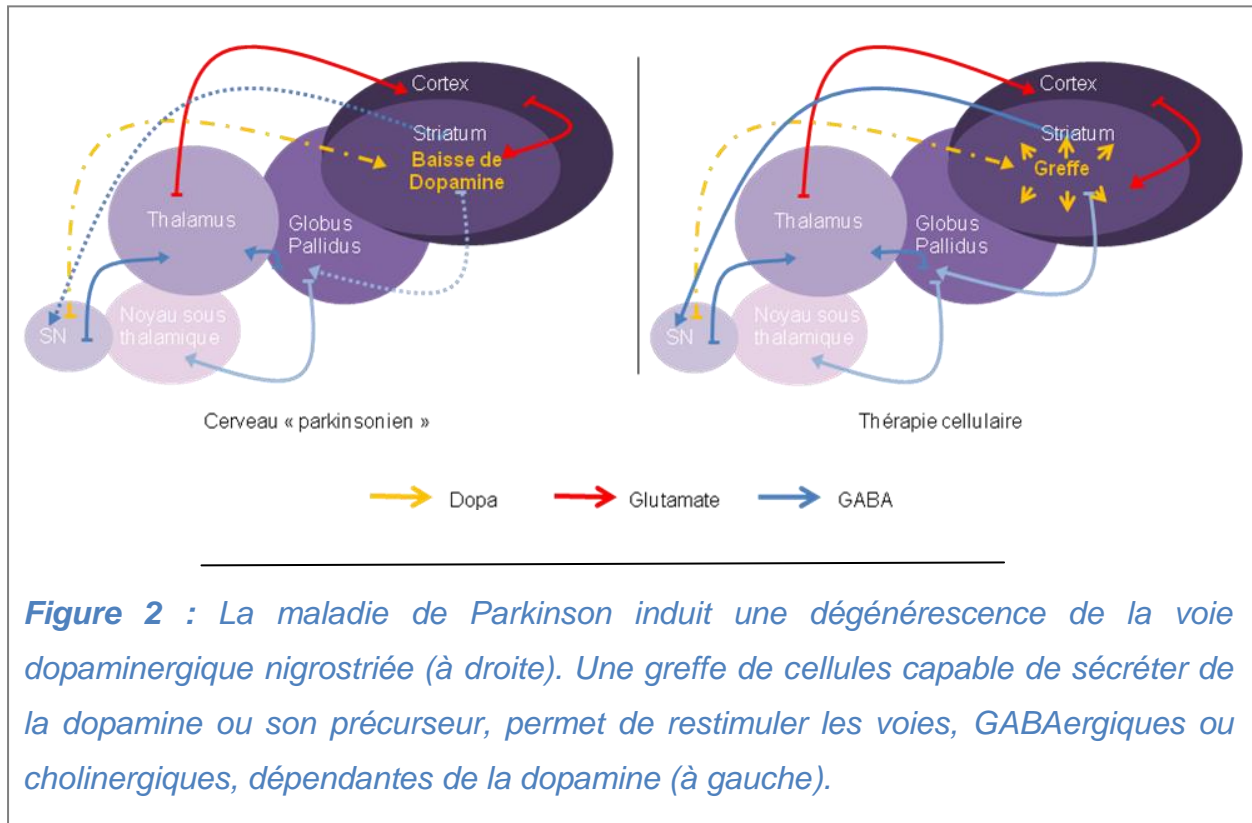 Cortex
Striatum
Baisse de
Dopamine
Thalamus
Globus
Pallidus
SN
Noyau sous
thalamique
Cerveau « parkinsonien »
Cortex
Striatum
Greffe
Thalamus
Globus
Pallidus
SN
Noyau sous
thalamique
Thérapie cellulaire
Dopa
Glutamate
GABA
Figure 2 : La maladie de Parkinson induit une dégénérescence de la voie
dopaminergique nigrostriée (à droite). Une greffe de cellules capable de sécréter de
la dopamine ou son précurseur, permet de restimuler les voies, GABAergiques ou
cholinergiques, dépendantes de la dopamine (à gauche).